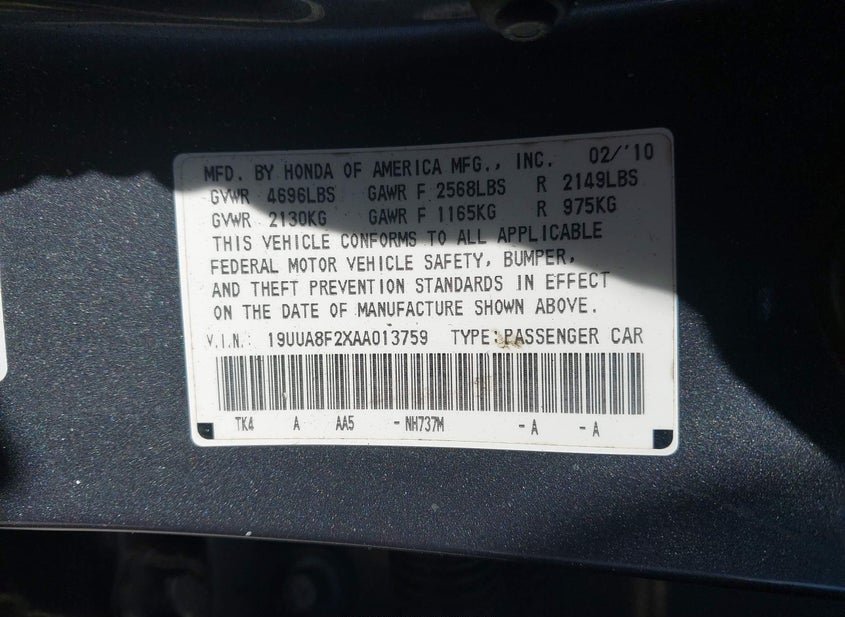 MFD. BY HONDA OF AMERICA MFG., INC. 02/'10
GVWR 4696LBS GAWR F 2568LBS R 2149LBS
GVWR 2130KG GAWR F 1165KG R 975KG
THIS VEHICLE CONFORMS TO ALL APPLICABLE
FEDERAL MOTOR VEHICLE SAFETY, BUMPER,
AND THEFT PREVENTION STANDARDS IN EFFECT
ON THE DATE OF MANUFACTURE SHOWN ABOVE.
V.I.N.: 19UUA8F2XAA013759 TYPE:PASSENGER CAR
TK4 A AA5 - NH737M - A - A